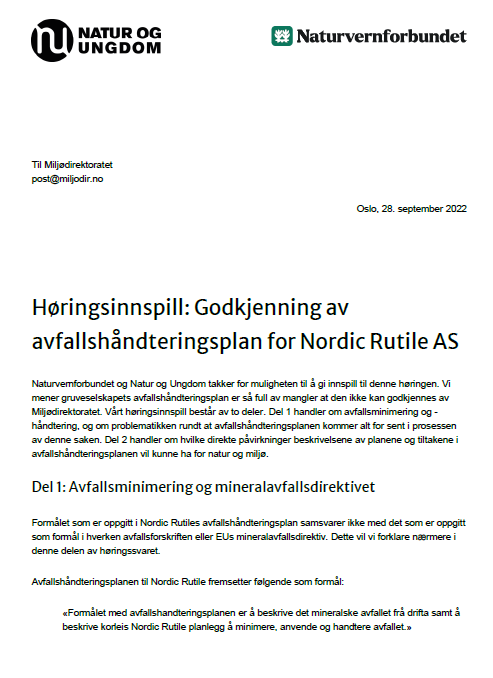 NATUR OG
UNGDOM
Naturvernforbundet
Til Miljødirektoratet
post@miljodir.no
Oslo, 28. september 2022
Høringsinnspill: Godkjenning av
avfallshåndteringsplan for Nordic Rutile AS
Naturvernforbundet og Natur og Ungdom takker for muligheten til å gi innspill til denne høringen. Vi
mener gruveselskapets avfallshåndteringsplan er så full av mangler at den ikke kan godkjennes av
Miljødirektoratet. Vårt høringsinnspill består av to deler. Del 1 handler om avfallsminimering og -
håndtering, og om problematikken rundt at avfallshåndteringsplanen kommer alt for sent i prosessen
av denne saken. Del 2 handler om hvilke direkte påvirkninger beskrivelsene av planene og tiltakene i
avfallshåndteringsplanen vil kunne ha for natur og miljø.
Del 1: Avfallsminimering og mineralavfallsdirektivet
Formålet som er oppgitt i Nordic Rutiles avfallshåndteringsplan samsvarer ikke med det som er oppgitt
som formål i hverken avfallsforskriften eller EUs mineralavfallsdirektiv. Dette vil vi forklare nærmere i
denne delen av høringssvaret.
Avfallshåndteringsplanen til Nordic Rutile fremsetter følgende som formål:
«Formålet med avfallshandteringsplanen er å beskrive det mineralske avfallet frå drifta samt å
beskrive korleis Nordic Rutile planlegg å minimere, anvende og handtere avfallet.»